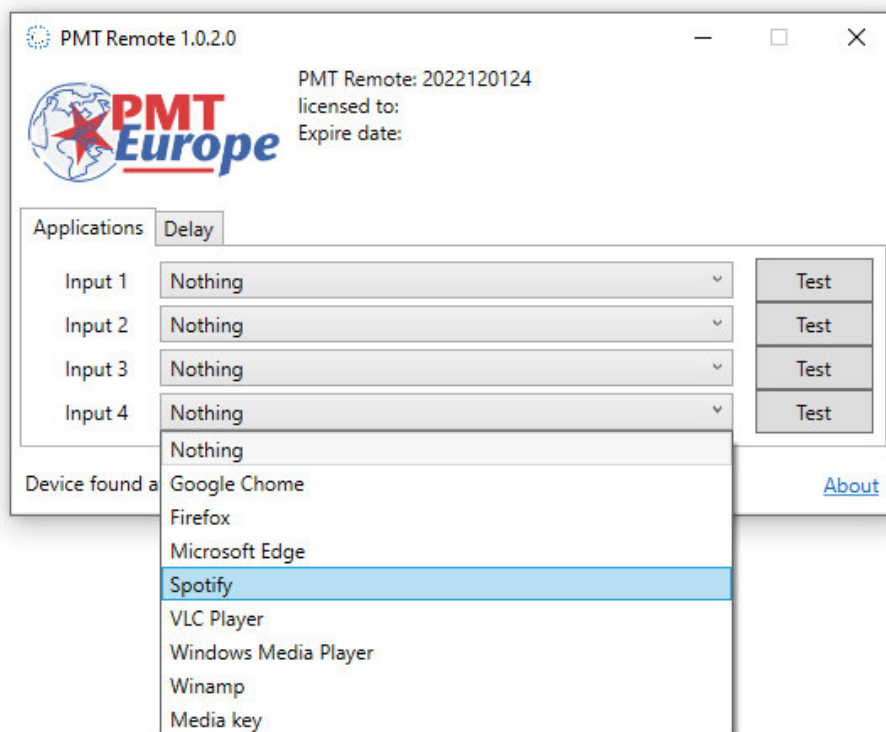 PMT Remote 1.0.2.0
PMT Europe
PMT Remote: 2022120124
licensed to:
Expire date:
Applications Delay
Input 1 Nothing Test
Input 2 Nothing Test
Input 3 Nothing Test
Input 4 Nothing Test
Nothing
Device found a Google Chome About
Firefox
Microsoft Edge
Spotify
VLC Player
Windows Media Player
Winamp
Media key